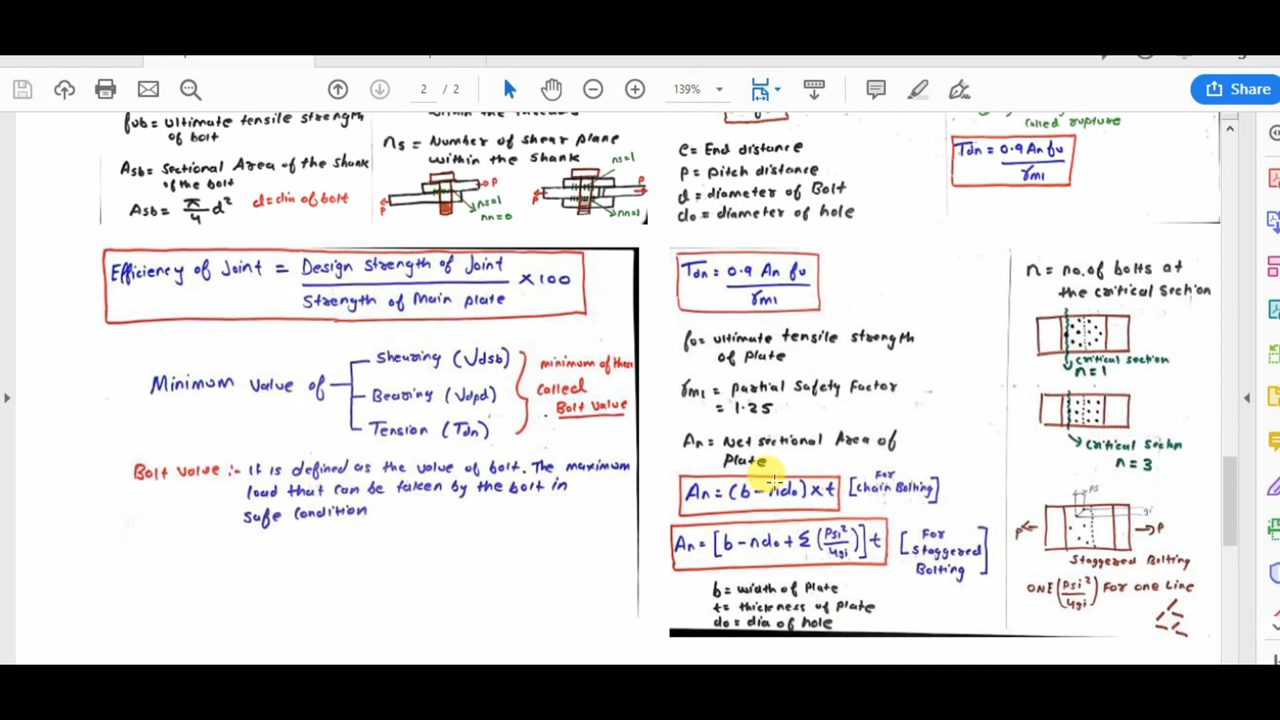 2 / 2
139%
Share
fub = Ultimate tensile strength
of bolt
Asb = Sectional Area of the shank
of the bolt
Asb = π/4 d²
d = dia of bolt
ns = Number of shear plane
within the shank
P
P
ns=1
nn=0
ns=1
P
P
nn=1
e = End distance
P = Pitch distance
d = diameter of Bolt
do = diameter of hole
called rupture
Tdn = 0.9 An fu
γm1
Efficiency of Joint = Design Strength of Joint × 100
Strength of Main plate
Minimum Value of
Shearing (Vdsb)
Bearing (Vdpd)
Tension (Tdn)
minimum of these
called
Bolt Value
Bolt Value :- It is defined as the value of bolt. The maximum
load that can be taken by the bolt in
safe condition
Tdn = 0.9 An fu
γm1
fu = ultimate tensile strength
of plate
γm1 = partial Safety Factor
= 1.25
An = Net sectional Area of
Plate
An = (b - ndo) x t
[For
chain Bolting]
An = [b - ndo + Σ (Psi²/4gi)] t
[For
Staggered
Bolting]
b = width of Plate
t = thickness of plate
do = dia of hole
n = no. of bolts at
the critical Section
critical section
n = 1
critical Sectn
n = 3
Ps
gi
P
P
Staggered Bolting
ONE (Psi²/4gi) For one Line